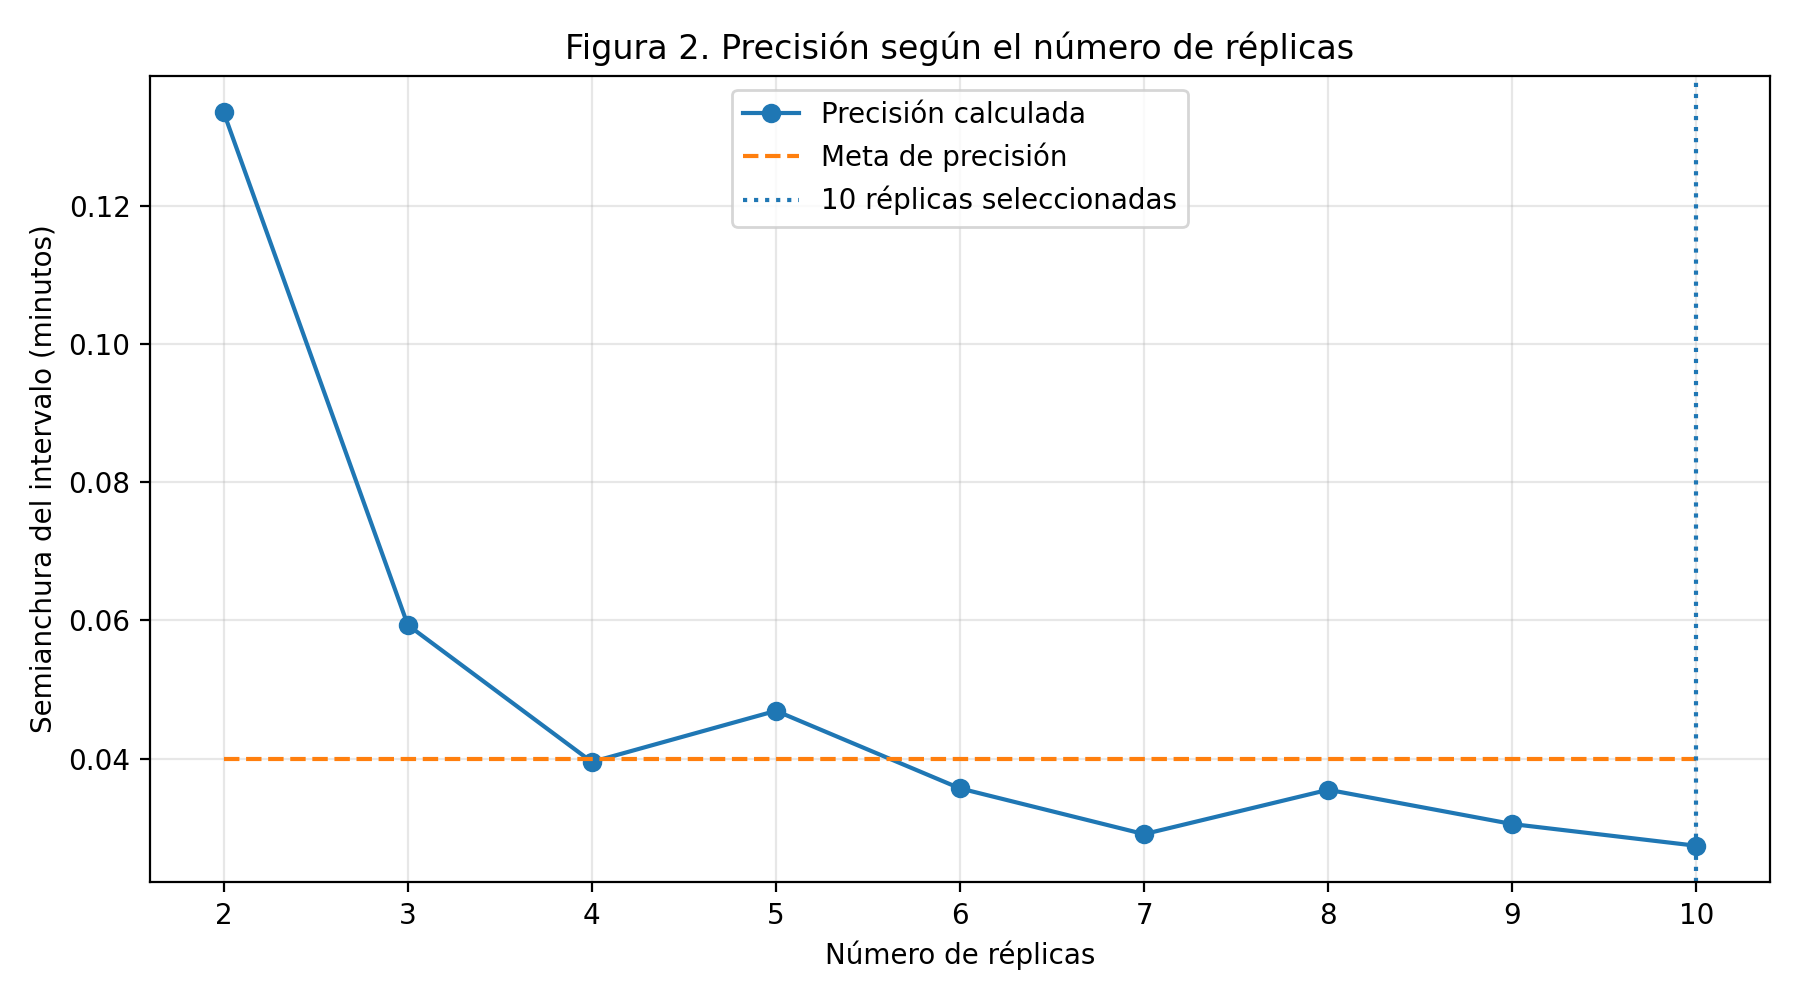 Figura 2. Precisión según el número de réplicas
Precisión calculada
Meta de precisión
10 réplicas seleccionadas
Semianchura del intervalo (minutos)
0.12
0.10
0.08
0.06
0.04
2 3 4 5 6 7 8 9 10
Número de réplicas